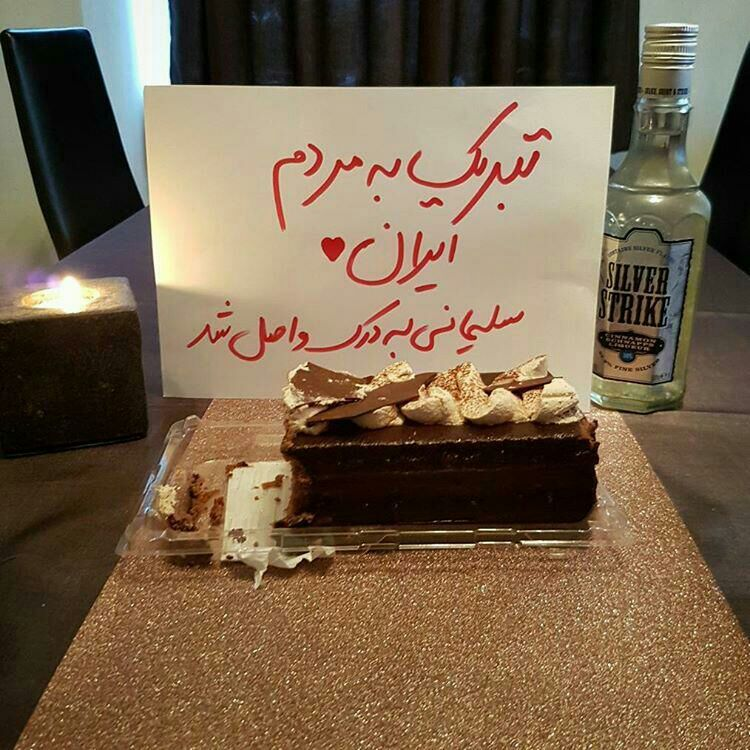 تبریک به مردم
ایران ♥
سلیمانی به درک واصل شد
SILVER
STRIKE
CINNAMON
SCHNAPPS
LIQUEUR